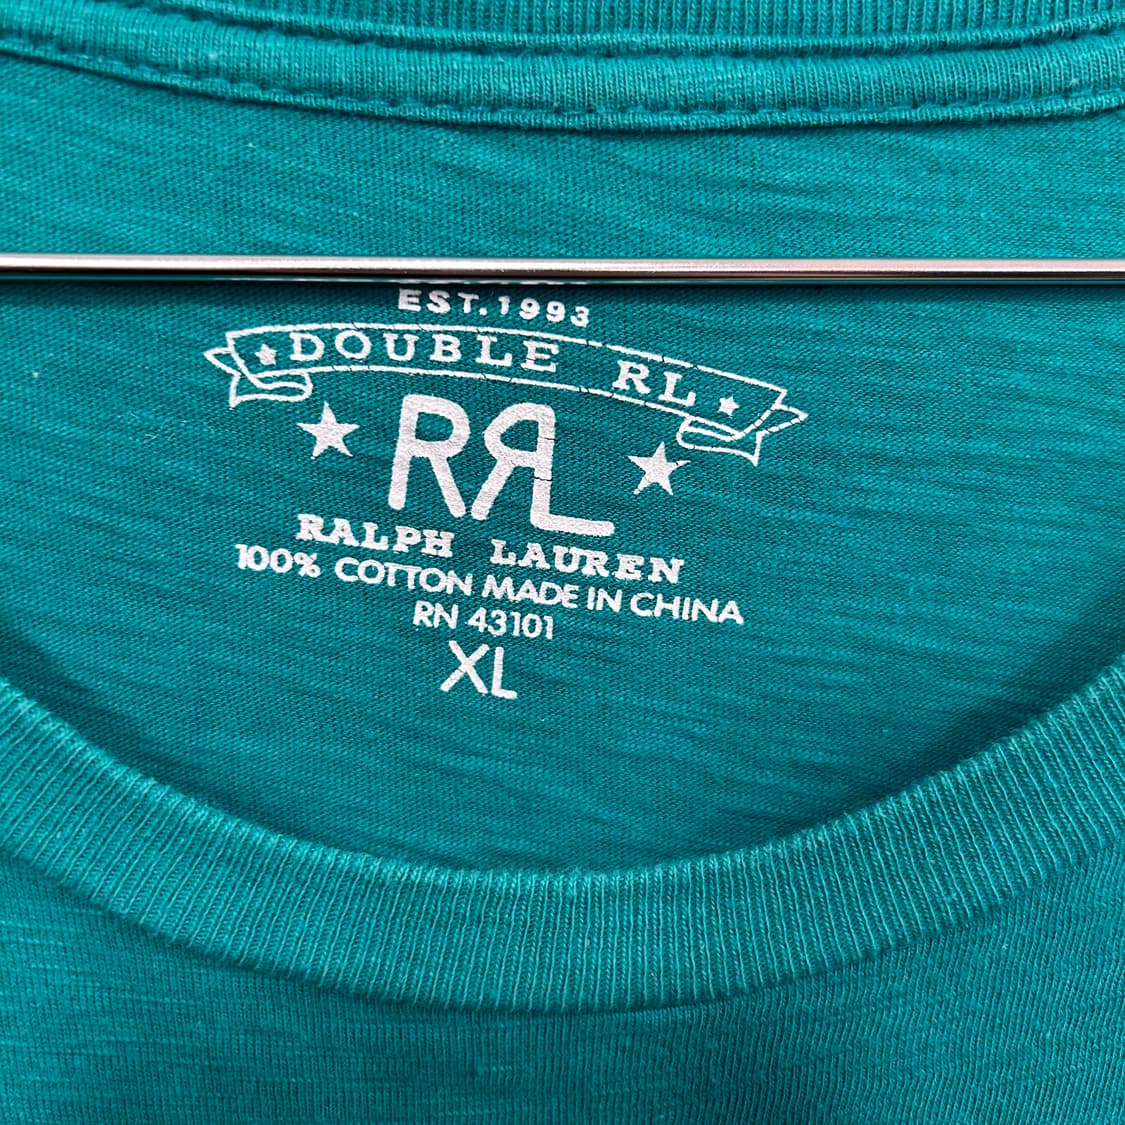 EST.1993
DOUBLE RL
RRL
RALPH LAUREN
100% COTTON MADE IN CHINA
RN 43101
XL